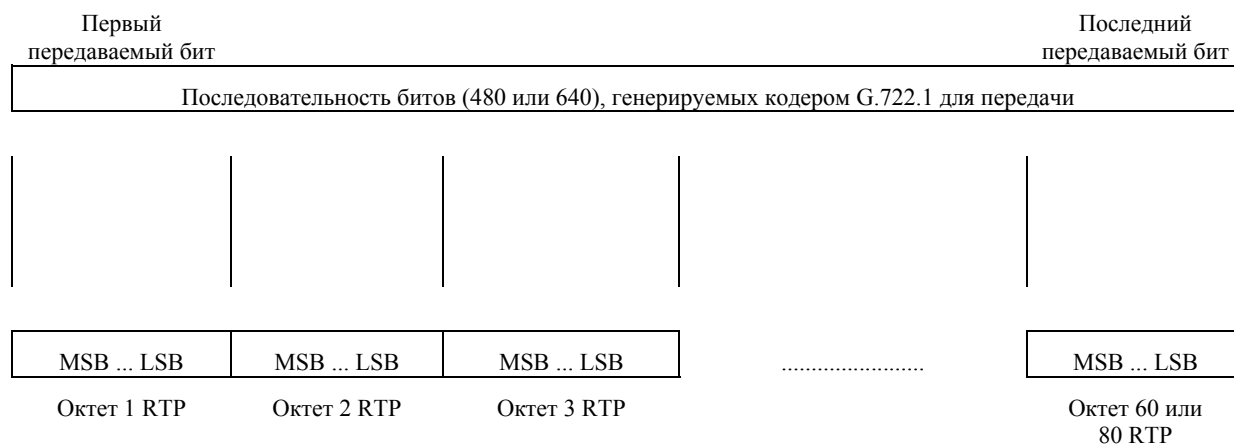 Первый
передаваемый бит
Последний
передаваемый бит
Последовательность битов (480 или 640), генерируемых кодером G.722.1 для передачи
MSB ... LSB
MSB ... LSB
MSB ... LSB
........................
MSB ... LSB
Октет 1 RTP
Октет 2 RTP
Октет 3 RTP
Октет 60 или
80 RTP